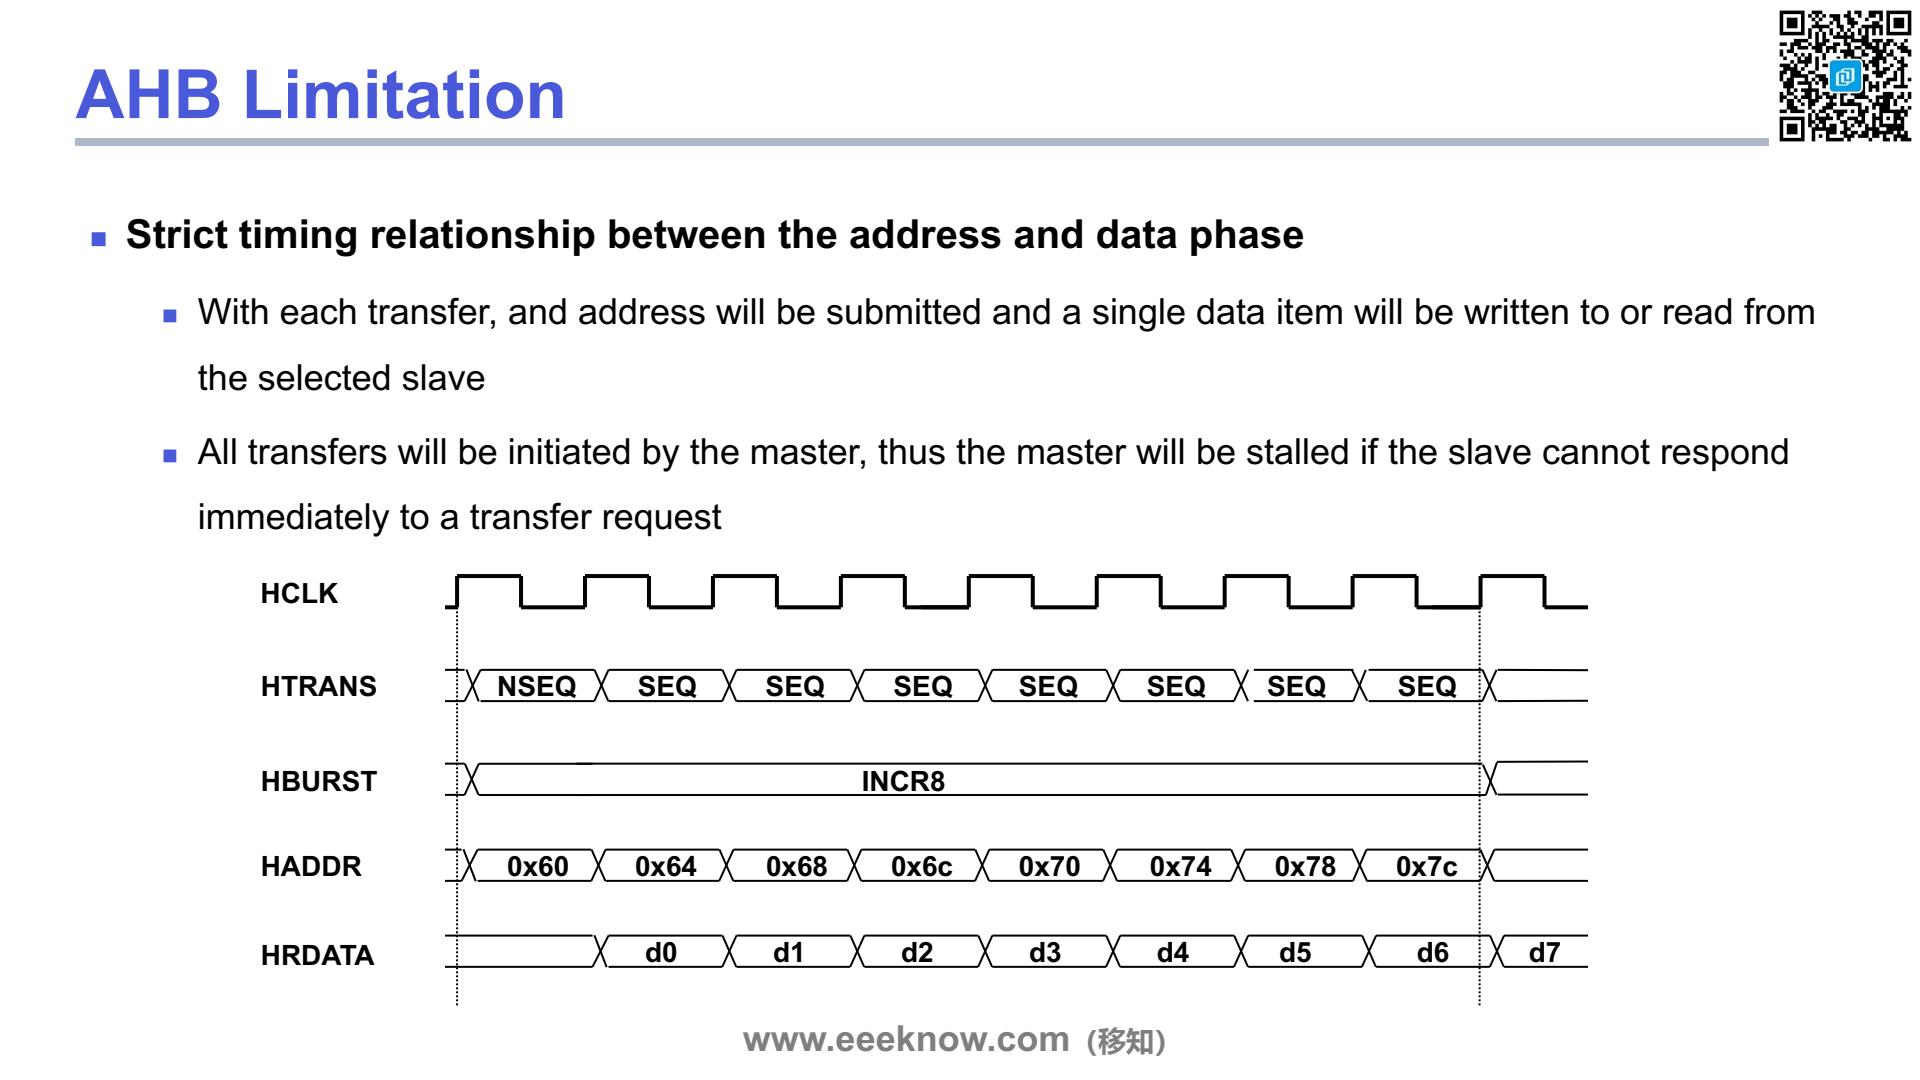 AHB Limitation
Strict timing relationship between the address and data phase
With each transfer, and address will be submitted and a single data item will be written to or read from
the selected slave
All transfers will be initiated by the master, thus the master will be stalled if the slave cannot respond
immediately to a transfer request
HCLK
HTRANS NSEQ SEQ SEQ SEQ SEQ SEQ SEQ SEQ
HBURST INCR8
HADDR 0x60 0x64 0x68 0x6c 0x70 0x74 0x78 0x7c
HRDATA d0 d1 d2 d3 d4 d5 d6 d7
www.eeeknow.com (移知)